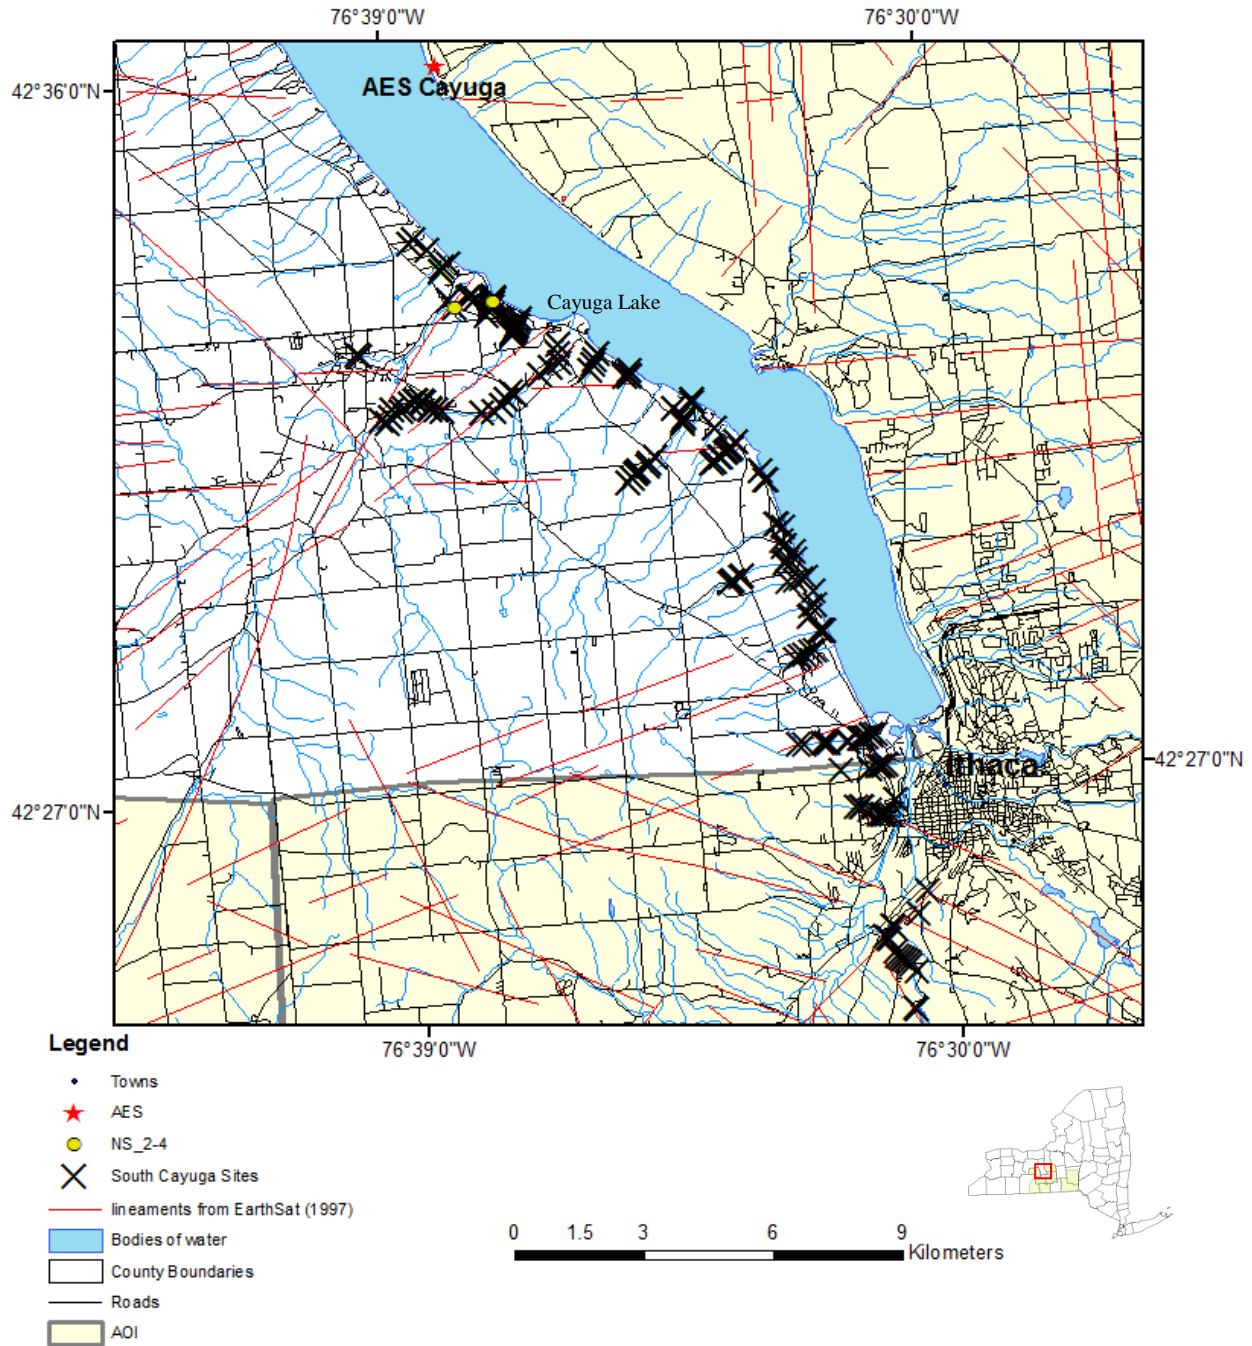 76°39'0"W 76°30'0"W
42°36'0"N
AES Cayuga
Cayuga Lake
42°27'0"N
Ithaca
42°27'0"N
76°39'0"W 76°30'0"W
Legend
Towns
AES
NS_2-4
South Cayuga Sites
lineaments from EarthSat (1997)
Bodies of water
County Boundaries
Roads
AOI
0 1.5 3 6 9
Kilometers